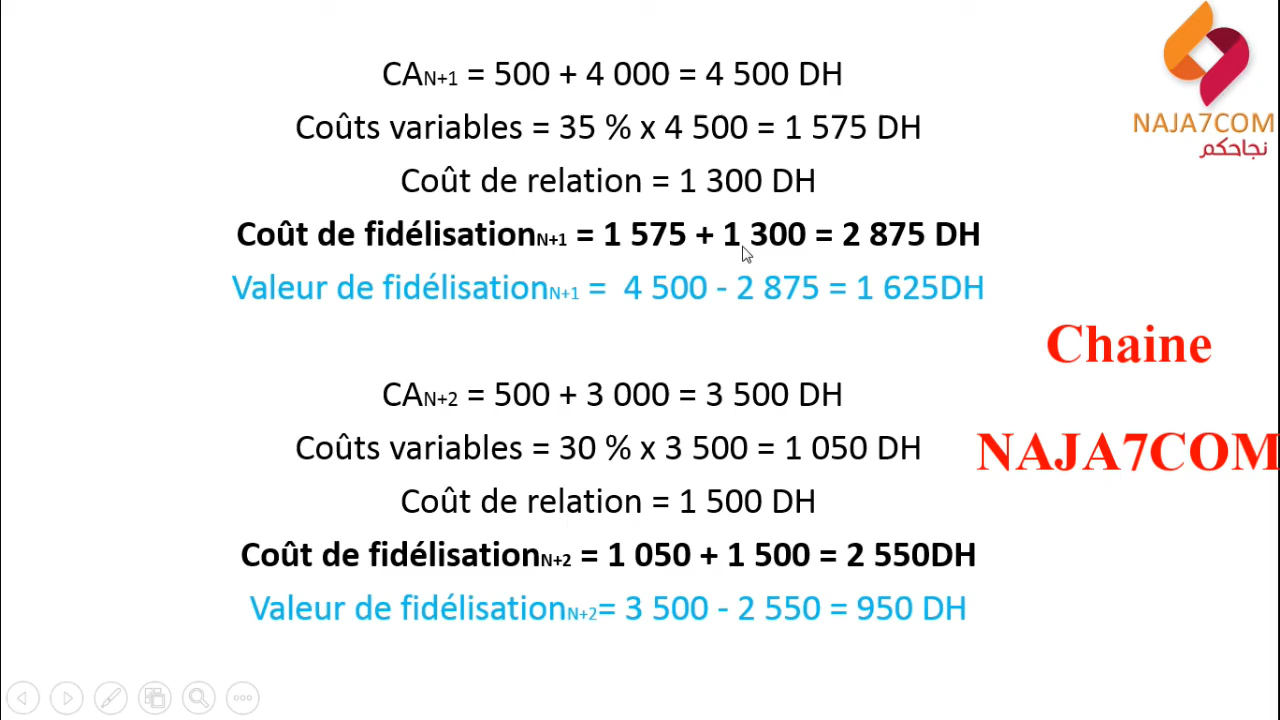 CAN+1 = 500 + 4 000 = 4 500 DH
Coûts variables = 35 % x 4 500 = 1 575 DH
Coût de relation = 1 300 DH
Coût de fidélisationN+1 = 1 575 + 1 300 = 2 875 DH
Valeur de fidélisationN+1 = 4 500 - 2 875 = 1 625DH
CAN+2 = 500 + 3 000 = 3 500 DH
Coûts variables = 30 % x 3 500 = 1 050 DH
Coût de relation = 1 500 DH
Coût de fidélisationN+2 = 1 050 + 1 500 = 2 550DH
Valeur de fidélisationN+2= 3 500 - 2 550 = 950 DH
NAJA7COM
نجاحكم
Chaine
NAJA7COM